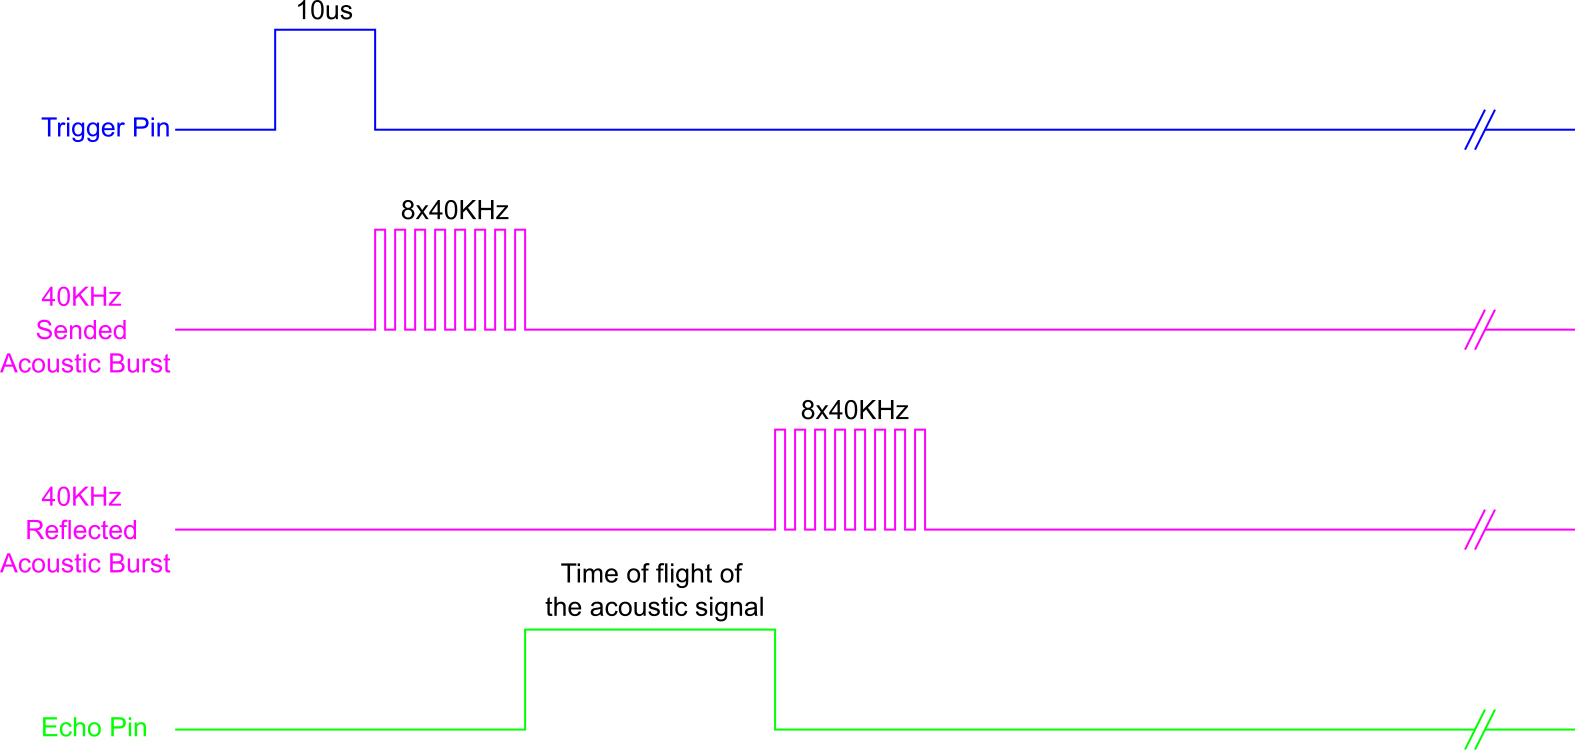 10us
Trigger Pin
8x40KHz
40KHz
Sended
Acoustic Burst
8x40KHz
40KHz
Reflected
Acoustic Burst
Time of flight of
the acoustic signal
Echo Pin